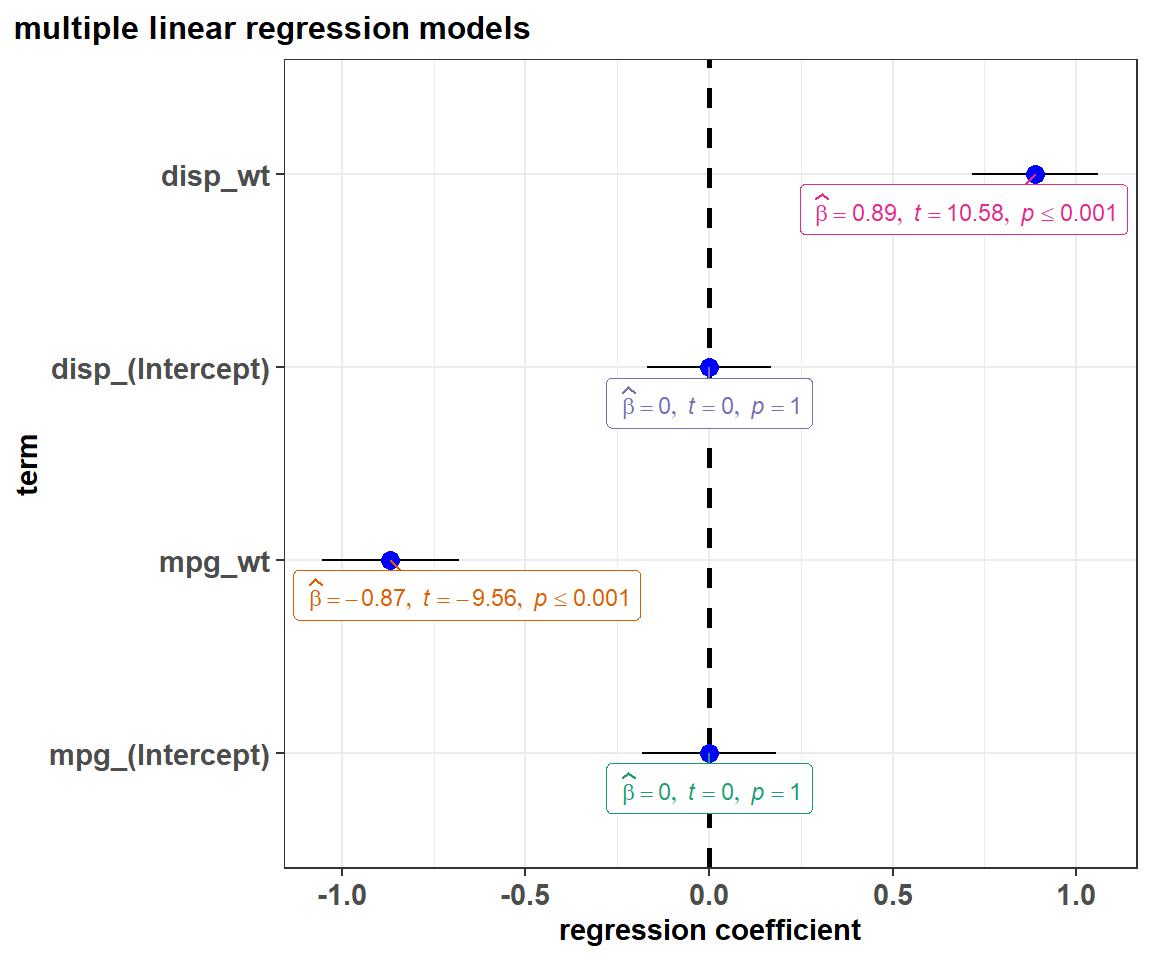 multiple linear regression models
disp_wt
β̂ = 0.89, t = 10.58, p ≤ 0.001
disp_(Intercept)
β̂ = 0, t = 0, p = 1
term
mpg_wt
β̂ = −0.87, t = −9.56, p ≤ 0.001
mpg_(Intercept)
β̂ = 0, t = 0, p = 1
-1.0 -0.5 0.0 0.5 1.0
regression coefficient